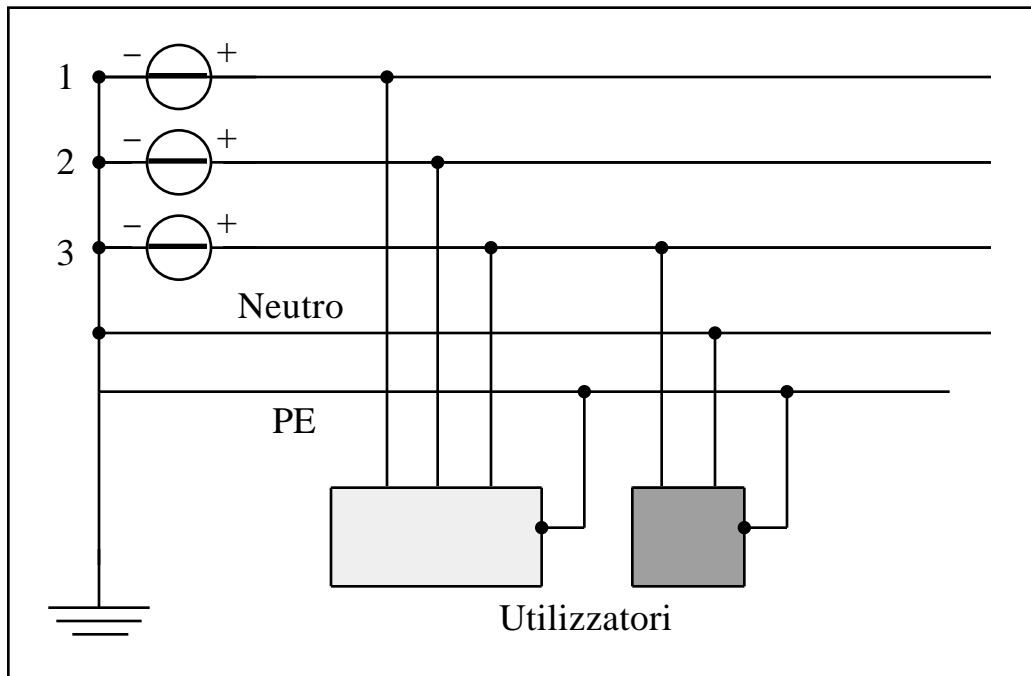 1 − +
2 − +
3 − +
Neutro
PE
Utilizzatori